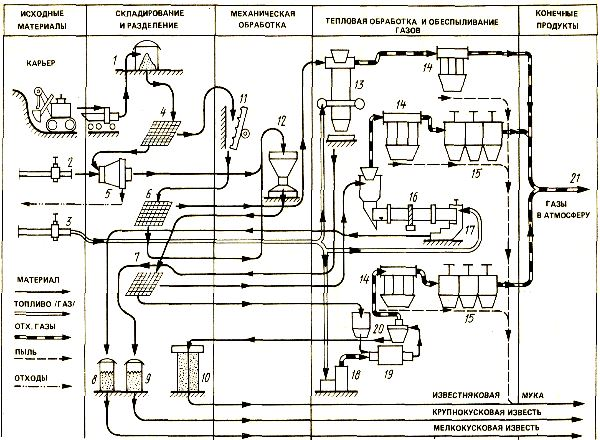 ИСХОДНЫЕ
МАТЕРИАЛЫ
СКЛАДИРОВАНИЕ
И РАЗДЕЛЕНИЕ
МЕХАНИЧЕСКАЯ
ОБРАБОТКА
ТЕПЛОВАЯ ОБРАБОТКА И ОБЕСПЫЛИВАНИЕ
ГАЗОВ
КОНЕЧНЫЕ
ПРОДУКТЫ
КАРЬЕР
1
2
3
4
5
6
7
8
9
10
11
12
13
14
14
15
16
17
14
15
18
19
20
21
ГАЗЫ
В АТМОСФЕРУ
МАТЕРИАЛ
ТОПЛИВО /ГАЗ/
ОТХ. ГАЗЫ
ПЫЛЬ
ОТХОДЫ
ИЗВЕСТНЯКОВАЯ МУКА
КРУПНОКУСКОВАЯ ИЗВЕСТЬ
МЕЛКОКУСКОВАЯ ИЗВЕСТЬ